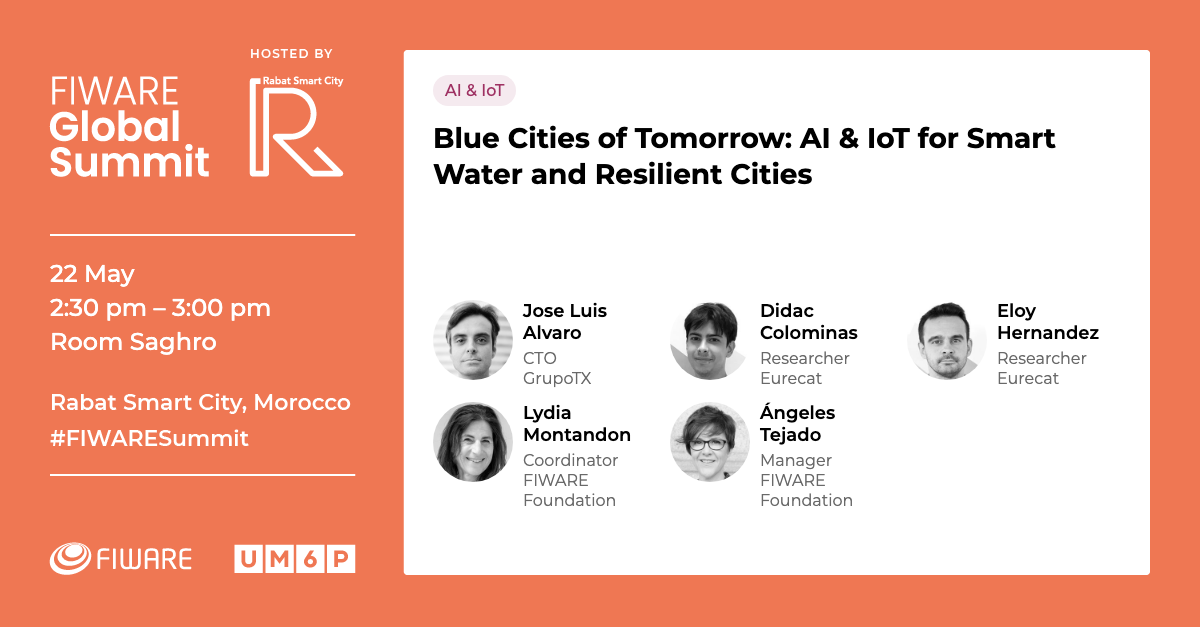 HOSTED BY
FIWARE
Global
Summit
Rabat Smart City
R
22 May
2:30 pm – 3:00 pm
Room Saghro
Rabat Smart City, Morocco
#FIWARESummit
FIWARE
UM6P
AI & IoT
Blue Cities of Tomorrow: AI & IoT for Smart
Water and Resilient Cities
Jose Luis
Alvaro
CTO
GrupoTX
Didac
Colominas
Researcher
Eurecat
Eloy
Hernandez
Researcher
Eurecat
Lydia
Montandon
Coordinator
FIWARE
Foundation
Ángeles
Tejado
Manager
FIWARE
Foundation